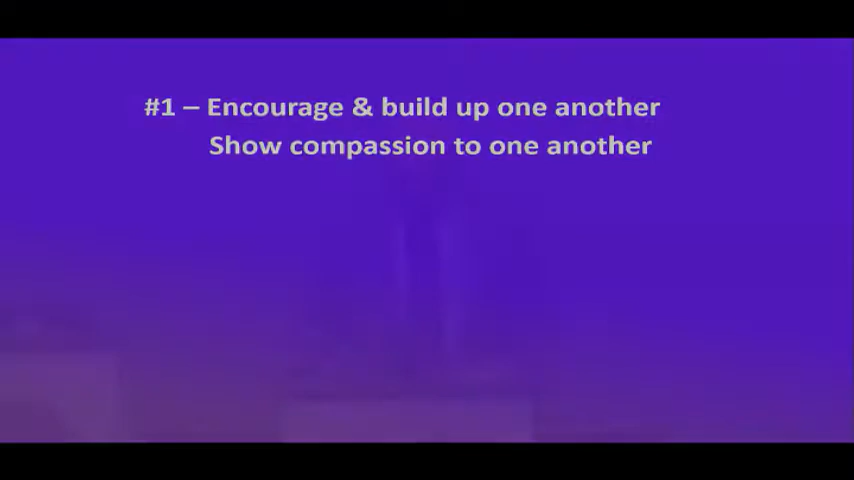 #1 – Encourage & build up one another
Show compassion to one another